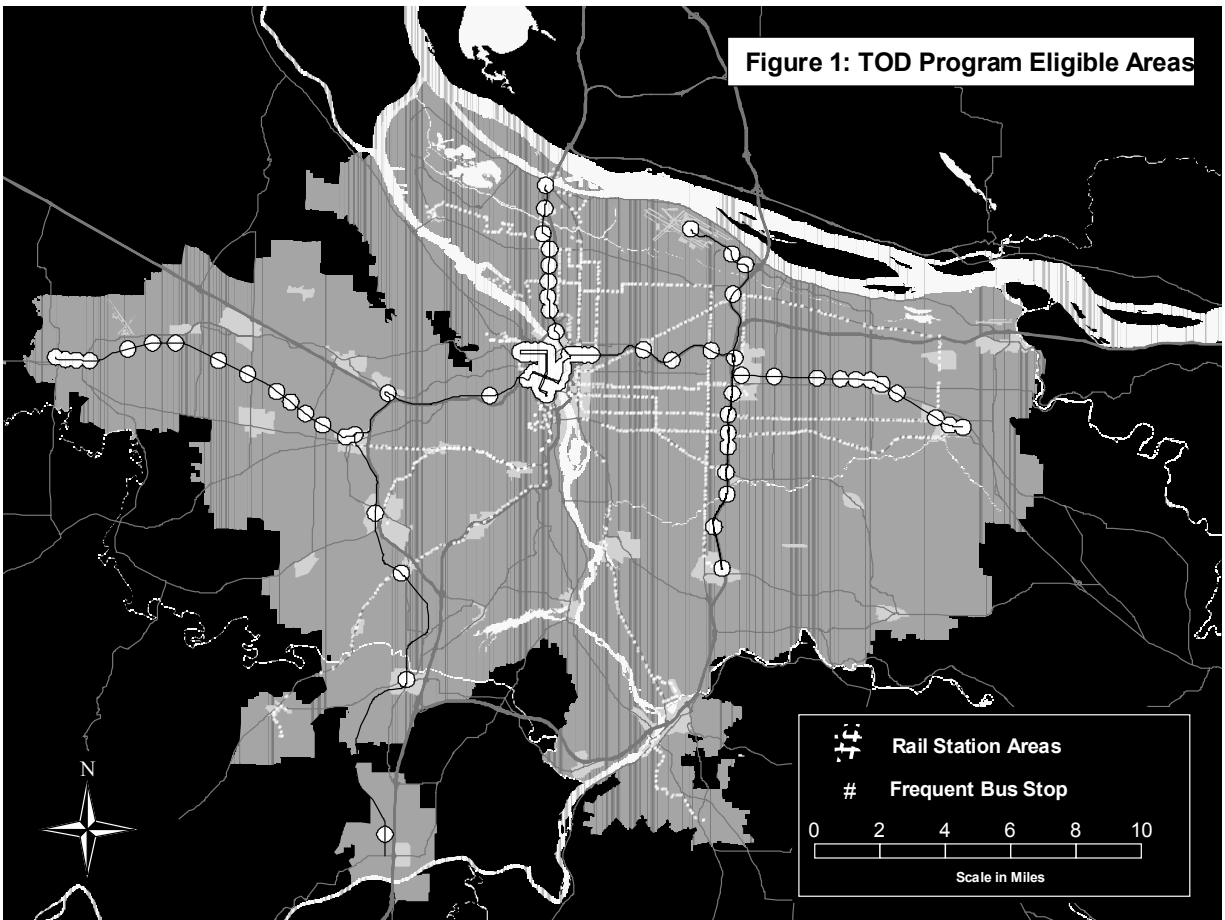 Figure 1: TOD Program Eligible Areas
Rail Station Areas
# Frequent Bus Stop
N
0 2 4 6 8 10
Scale in Miles